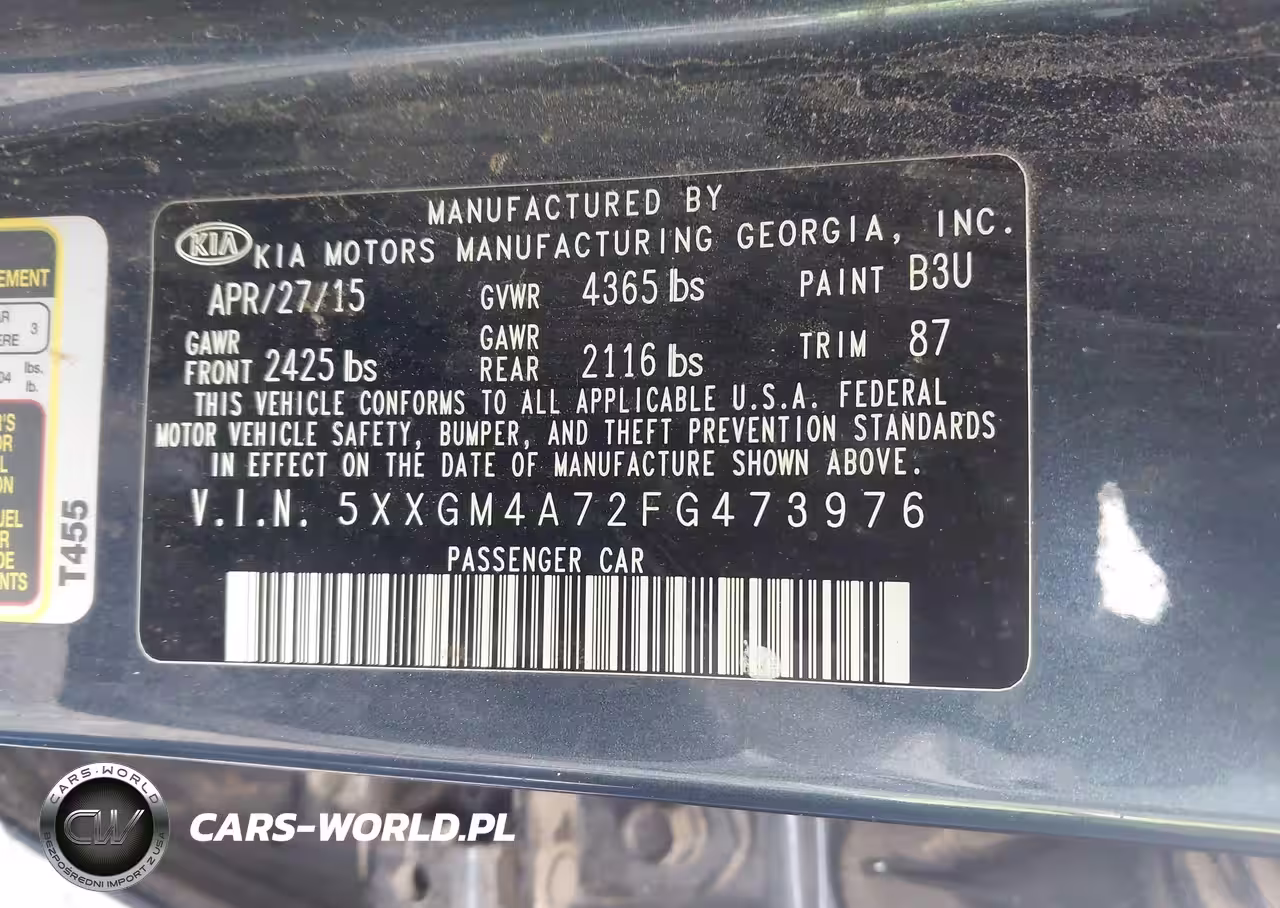 MANUFACTURED BY
KIA KIA MOTORS MANUFACTURING GEORGIA, INC.
APR/27/15 GVWR 4365 lbs PAINT B3U
GAWR FRONT 2425 lbs GAWR REAR 2116 lbs TRIM 87
THIS VEHICLE CONFORMS TO ALL APPLICABLE U.S.A. FEDERAL
MOTOR VEHICLE SAFETY, BUMPER, AND THEFT PREVENTION STANDARDS
IN EFFECT ON THE DATE OF MANUFACTURE SHOWN ABOVE.
V.I.N. 5XXGM4A72FG473976
PASSENGER CAR
T455
CARS-WORLD
CW
BEZPOŚREDNI IMPORT Z USA
CARS-WORLD.PL